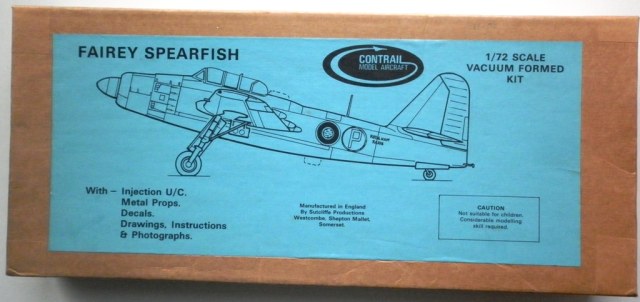 FAIREY SPEARFISH
CONTRAIL
MODEL AIRCRAFT
1/72 SCALE
VACUUM FORMED
KIT
P
With – Injection U/C.
Metal Props.
Decals.
Drawings, Instructions
& Photographs.
Manufactured in England
By Sutcliffe Productions
Westcombe, Shepton Mallet,
Somerset.
CAUTION
Not suitable for children.
Considerable modelling
skill required.